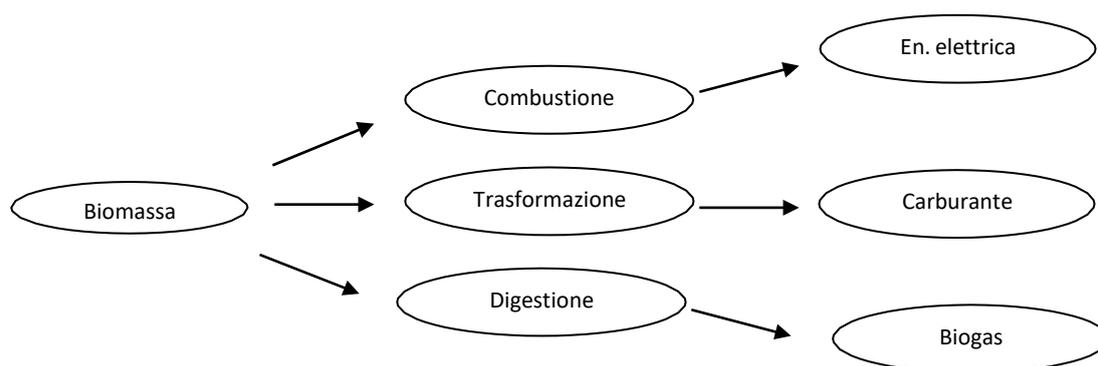 En. elettrica
Combustione
Trasformazione
Carburante
Biomassa
Digestione
Biogas